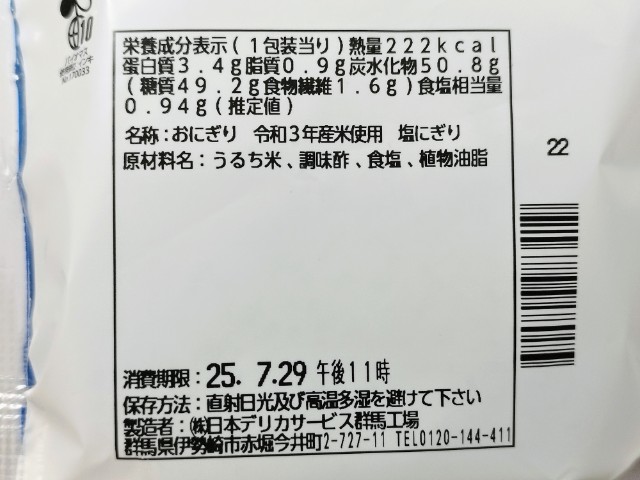 栄養成分表示(1包装当り)熱量222kcal
蛋白質3.4g脂質0.9g炭水化物50.8g
(糖質49.2g食物繊維1.6g)食塩相当量
0.94g(推定値)
名称:おにぎり 令和3年産米使用 塩にぎり
原材料名:うるち米、調味酢、食塩、植物油脂
22
消費期限:25. 7.29 午後11時
保存方法:直射日光及び高温多湿を避けて下さい
製造者:㈱日本デリカサービス群馬工場
群馬県伊勢崎市赤堀今井町2-727-11 TEL0120-144-411
10
バイオマス
No.170033